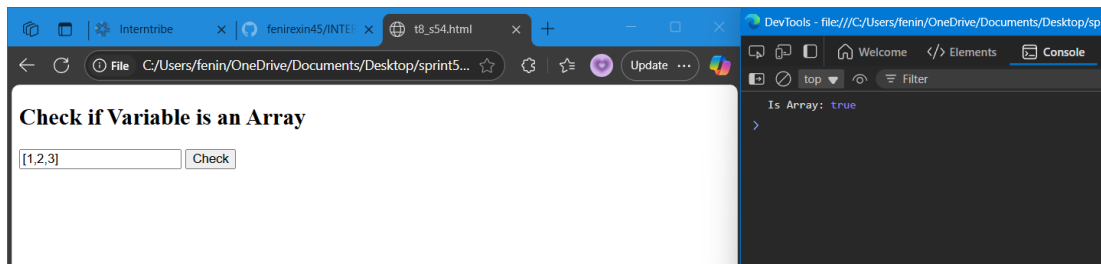 Interntribe
fenirexin45/INTER
t8_s54.html
File C:/Users/fenin/OneDrive/Documents/Desktop/sprint5...
Update
Check if Variable is an Array
[1,2,3] Check
DevTools - file:///C:/Users/fenin/OneDrive/Documents/Desktop/sp
Welcome </> Elements Console
top Filter
Is Array: true